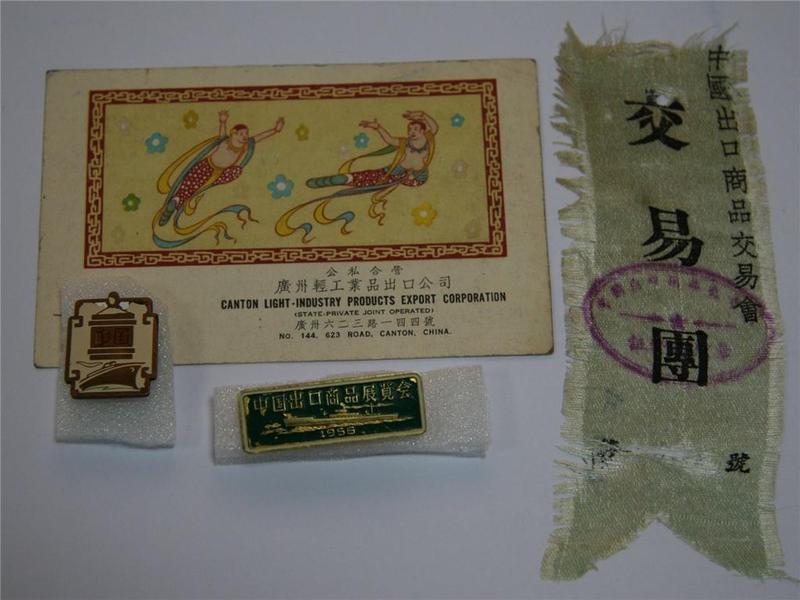 公私合營
廣州輕工業品出口公司
CANTON LIGHT-INDUSTRY PRODUCTS EXPORT CORPORATION
(STATE-PRIVATE JOINT OPERATED)
廣州六二三路一四四號
NO. 144, 623 ROAD, CANTON, CHINA.
中国
中国出口商品展览会
1956
中國出口商品交易會
交易團
號